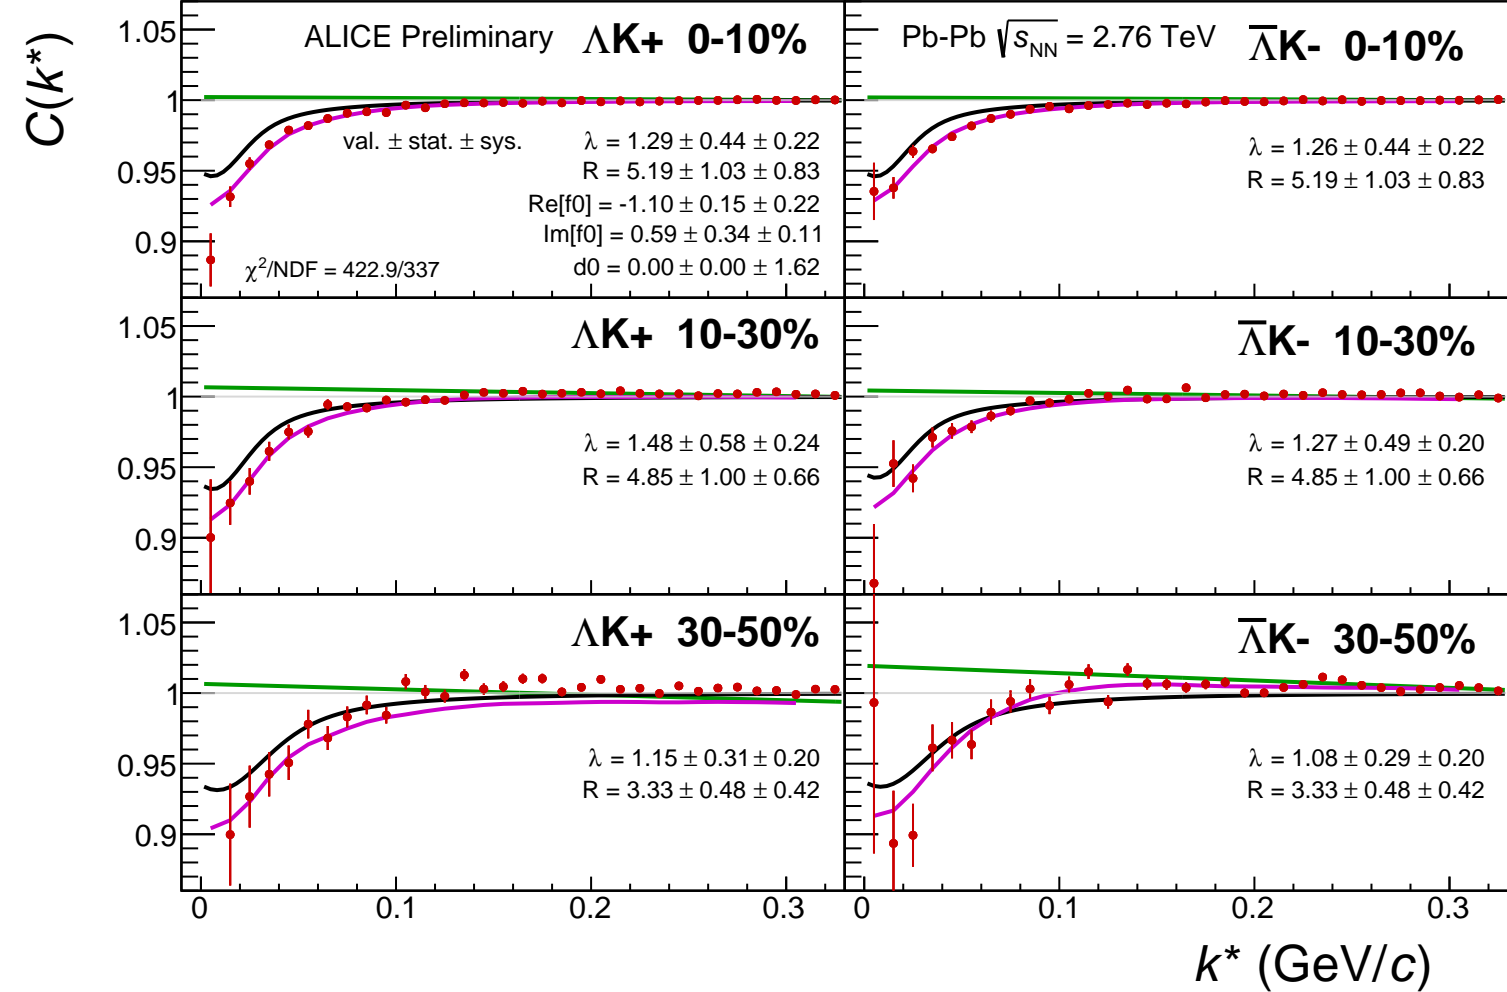 C(k*)
ALICE Preliminary ΛK+ 0-10%
val. ± stat. ± sys.
λ = 1.29 ± 0.44 ± 0.22
R = 5.19 ± 1.03 ± 0.83
Re[f0] = -1.10 ± 0.15 ± 0.22
Im[f0] = 0.59 ± 0.34 ± 0.11
d0 = 0.00 ± 0.00 ± 1.62
χ²/NDF = 422.9/337
1.05
1
0.95
0.9
Pb-Pb √s_NN = 2.76 TeV Λ̅K- 0-10%
λ = 1.26 ± 0.44 ± 0.22
R = 5.19 ± 1.03 ± 0.83
ΛK+ 10-30%
λ = 1.48 ± 0.58 ± 0.24
R = 4.85 ± 1.00 ± 0.66
1.05
1
0.95
0.9
Λ̅K- 10-30%
λ = 1.27 ± 0.49 ± 0.20
R = 4.85 ± 1.00 ± 0.66
ΛK+ 30-50%
λ = 1.15 ± 0.31 ± 0.20
R = 3.33 ± 0.48 ± 0.42
1.05
1
0.95
0.9
Λ̅K- 30-50%
λ = 1.08 ± 0.29 ± 0.20
R = 3.33 ± 0.48 ± 0.42
0 0.1 0.2 0.3 0 0.1 0.2 0.3
k* (GeV/c)